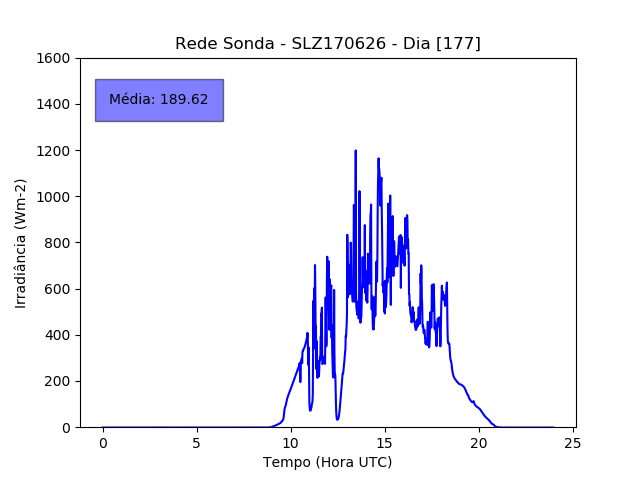 Rede Sonda - SLZ170626 - Dia [177]
1600
1400
1200
1000
800
600
400
200
0
Média: 189.62
Irradiância (Wm-2)
0 5 10 15 20 25
Tempo (Hora UTC)